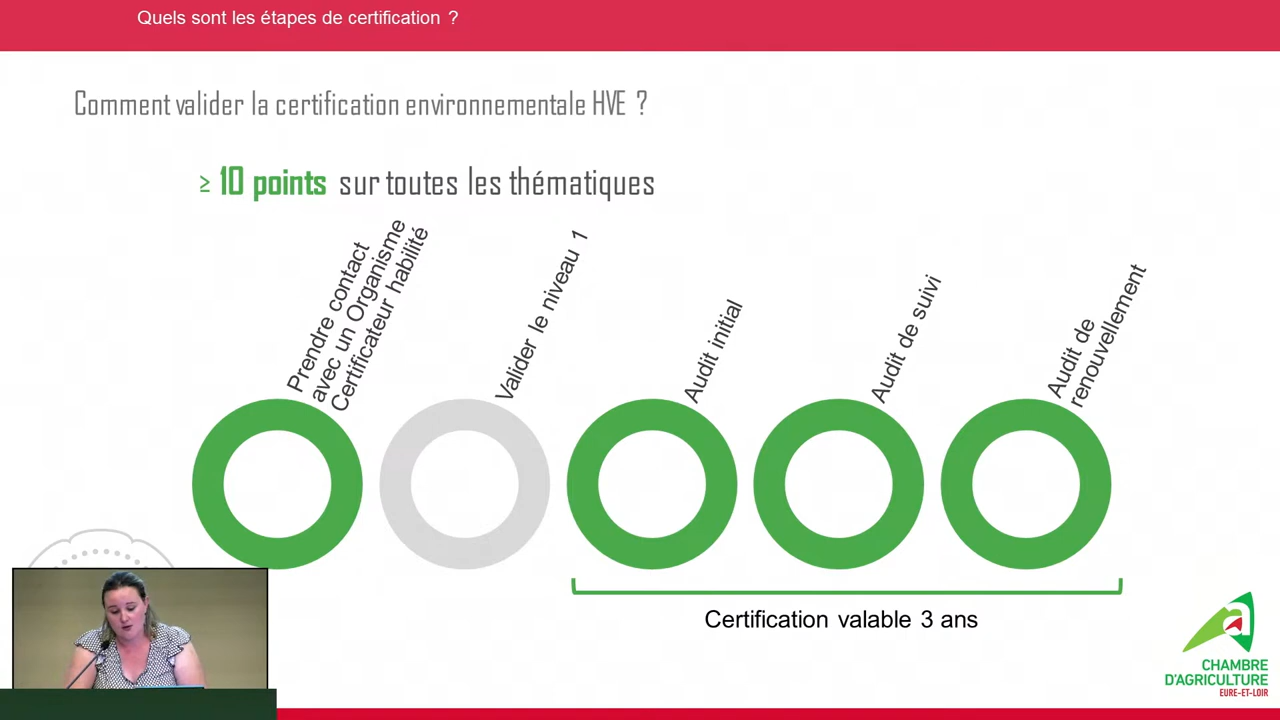 Quels sont les étapes de certification ?
Comment valider la certification environnementale HVE ?
≥ 10 points sur toutes les thématiques
Prendre contact
avec un Organisme
Certificateur habilité
Valider le niveau 1
Audit initial
Audit de suivi
Audit de
renouvellement
Certification valable 3 ans
a
CHAMBRE
D'AGRICULTURE
EURE-ET-LOIR